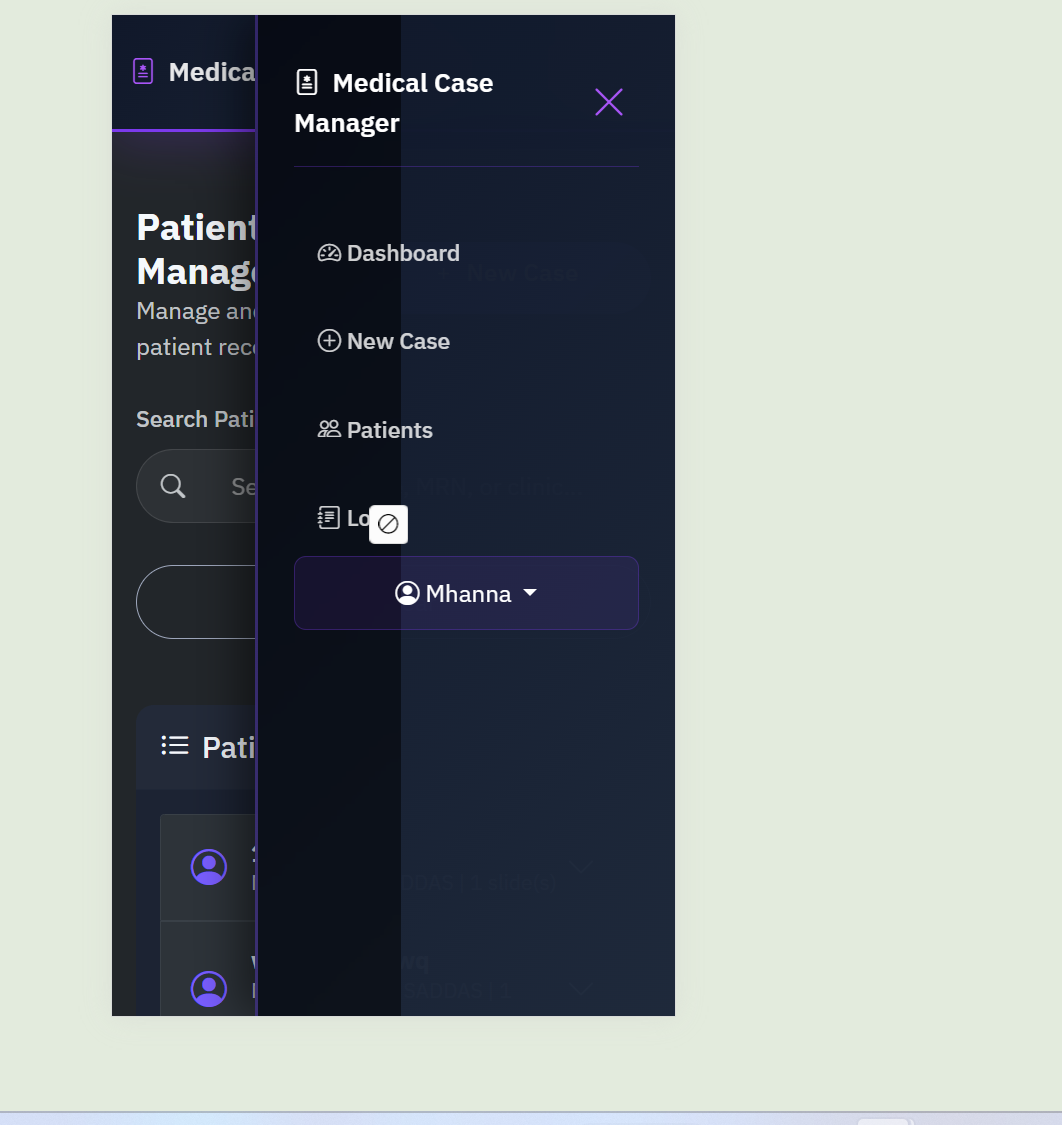 Medica
Medical Case
Manager
Patient
Manage
Manage and
patient rec
Search Pati
Se
Dashboard
New Case
Patients
Lo
Mhanna
Pati